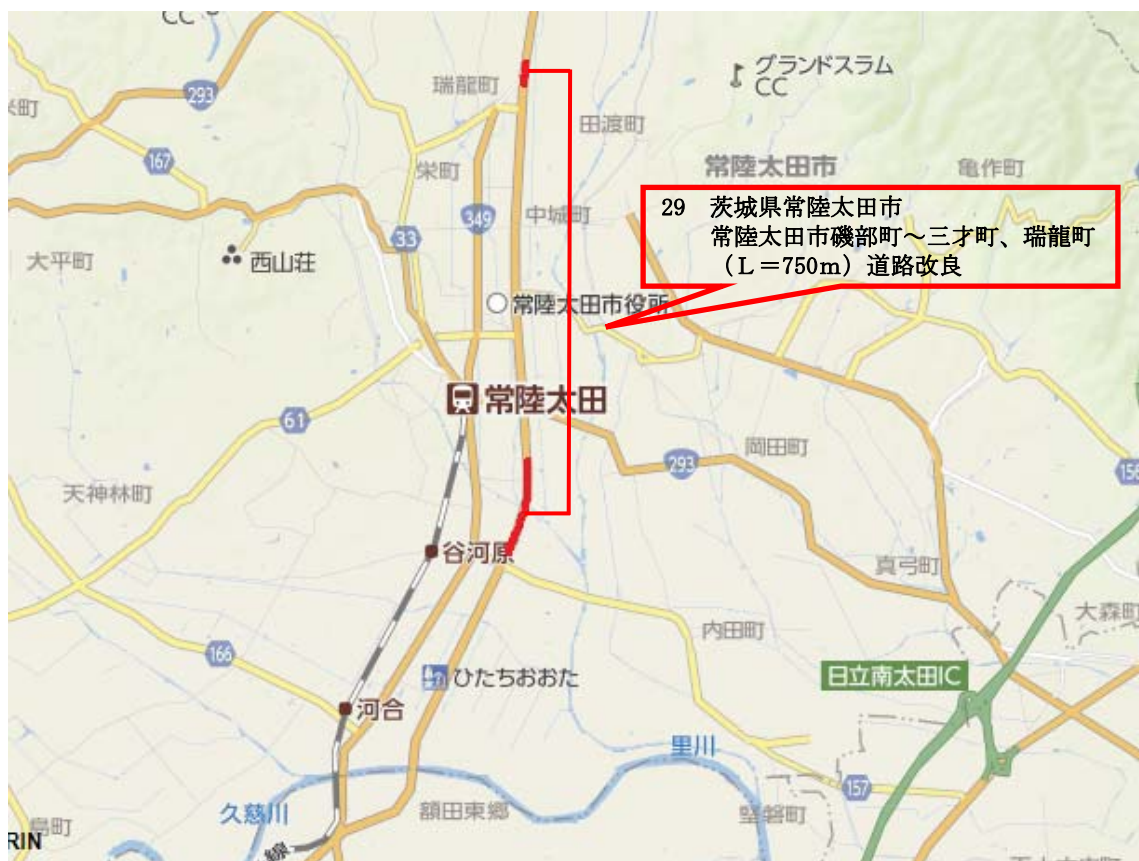 CC
グランドスラム
CC
293
瑞龍町
田渡町
米町
167
常陸太田市
亀作町
栄町
349
中城町
29 茨城県常陸太田市
常陸太田市磯部町～三才町、瑞龍町
(L=750m) 道路改良
33
大平町
西山荘
常陸太田市役所
常陸太田
61
岡田町
293
156
天神林町
谷河原
真弓町
大森町
内田町
166
ひたちおおた
日立南太田IC
河合
里川
157
久慈川
額田東郷
堅磐町
島町
RIN
線